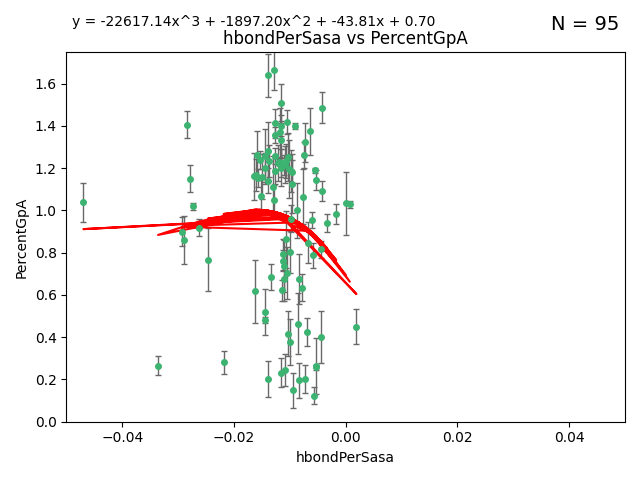 y = -22617.14x^3 + -1897.20x^2 + -43.81x + 0.70
N = 95
hbondPerSasa vs PercentGpA
1.6
1.4
1.2
1.0
0.8
0.6
0.4
0.2
0.0
PercentGpA
−0.04 −0.02 0.00 0.02 0.04
hbondPerSasa